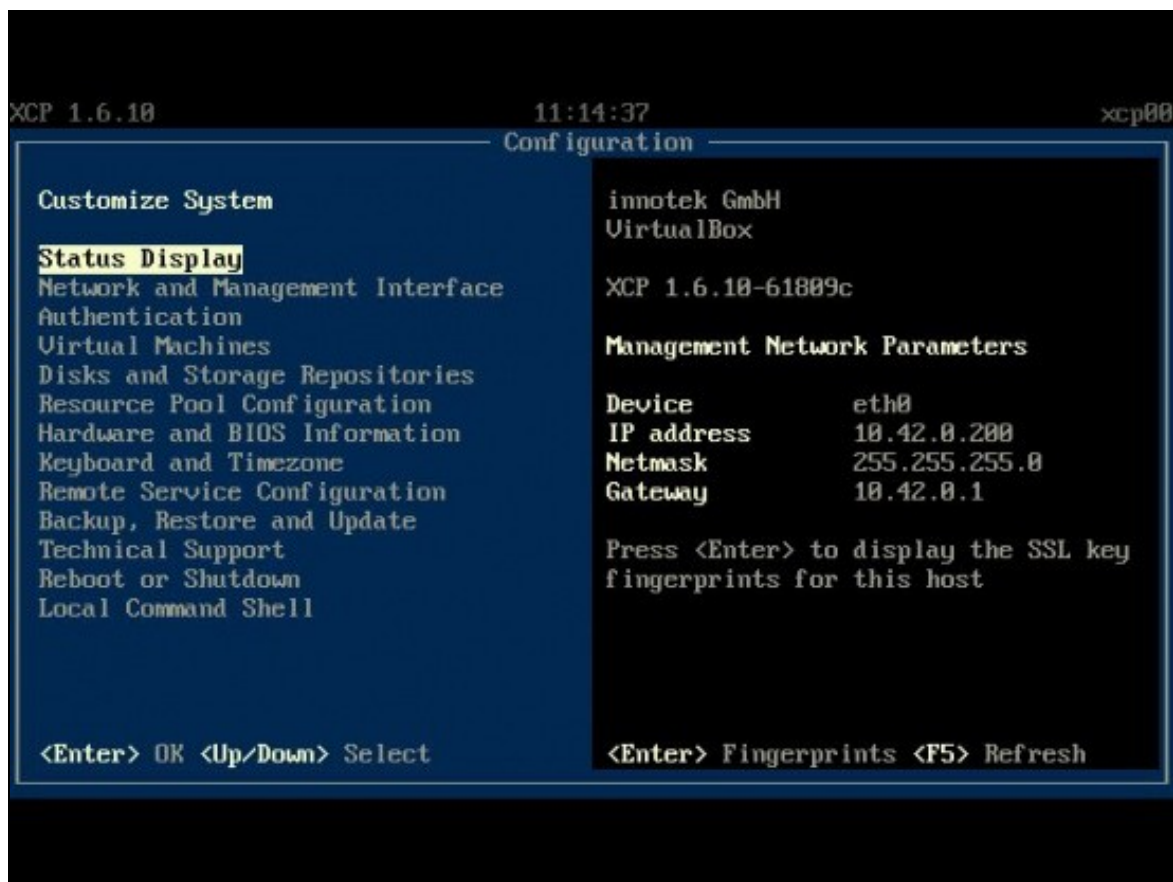 XCP 1.6.10 11:14:37 xcp00
Configuration
Customize System
Status Display
Network and Management Interface
Authentication
Virtual Machines
Disks and Storage Repositories
Resource Pool Configuration
Hardware and BIOS Information
Keyboard and Timezone
Remote Service Configuration
Backup, Restore and Update
Technical Support
Reboot or Shutdown
Local Command Shell
<Enter> OK <Up/Down> Select
innotek GmbH
VirtualBox
XCP 1.6.10-61809c
Management Network Parameters
Device eth0
IP address 10.42.0.200
Netmask 255.255.255.0
Gateway 10.42.0.1
Press <Enter> to display the SSL key
fingerprints for this host
<Enter> Fingerprints <F5> Refresh